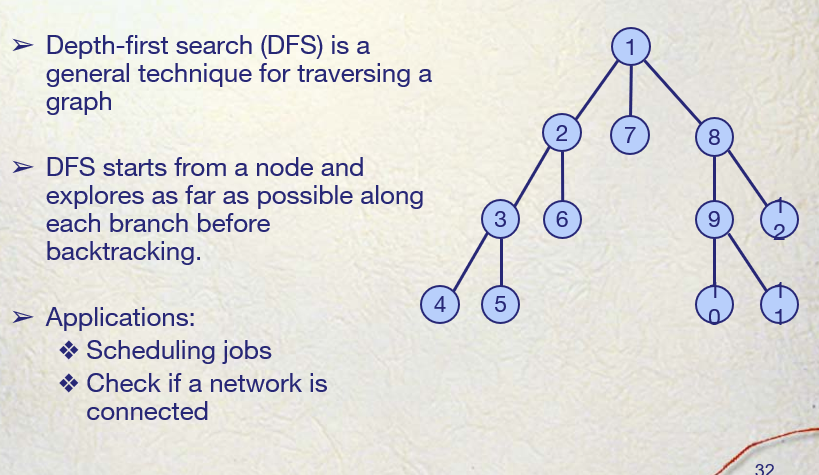 ➢ Depth-first search (DFS) is a
general technique for traversing a
graph
➢ DFS starts from a node and
explores as far as possible along
each branch before
backtracking.
➢ Applications:
❖ Scheduling jobs
❖ Check if a network is
connected
1
2
7
8
3
6
9
1
2
4
5
1
0
1
1
32